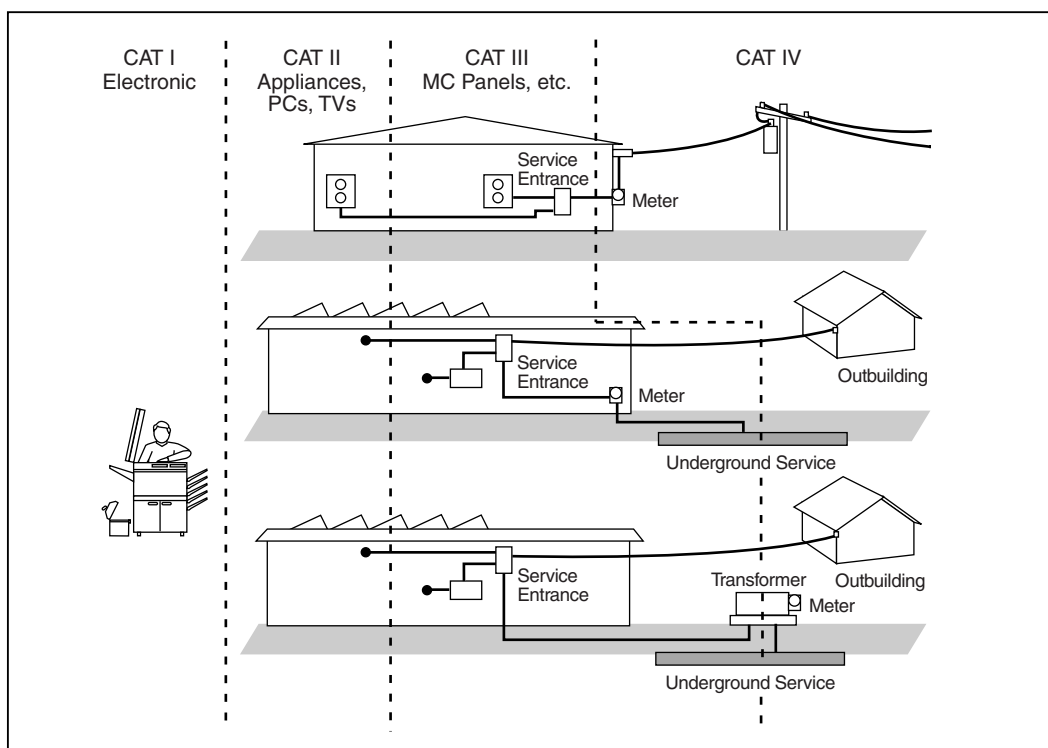 CAT I
Electronic
CAT II
Appliances,
PCs, TVs
CAT III
MC Panels, etc.
CAT IV
Service
Entrance
Meter
Service
Entrance
Meter
Outbuilding
Underground Service
Service
Entrance
Transformer
Meter
Outbuilding
Underground Service